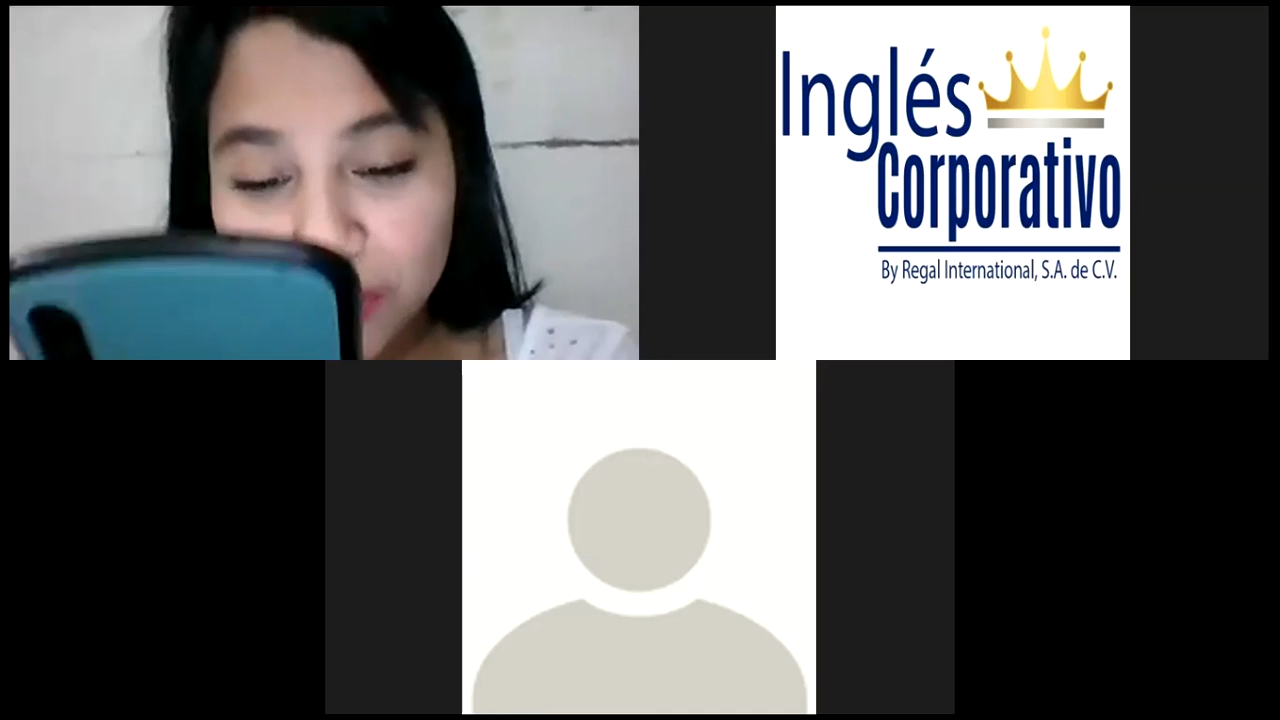 Inglés
Corporativo
By Regal International, S.A. de C.V.